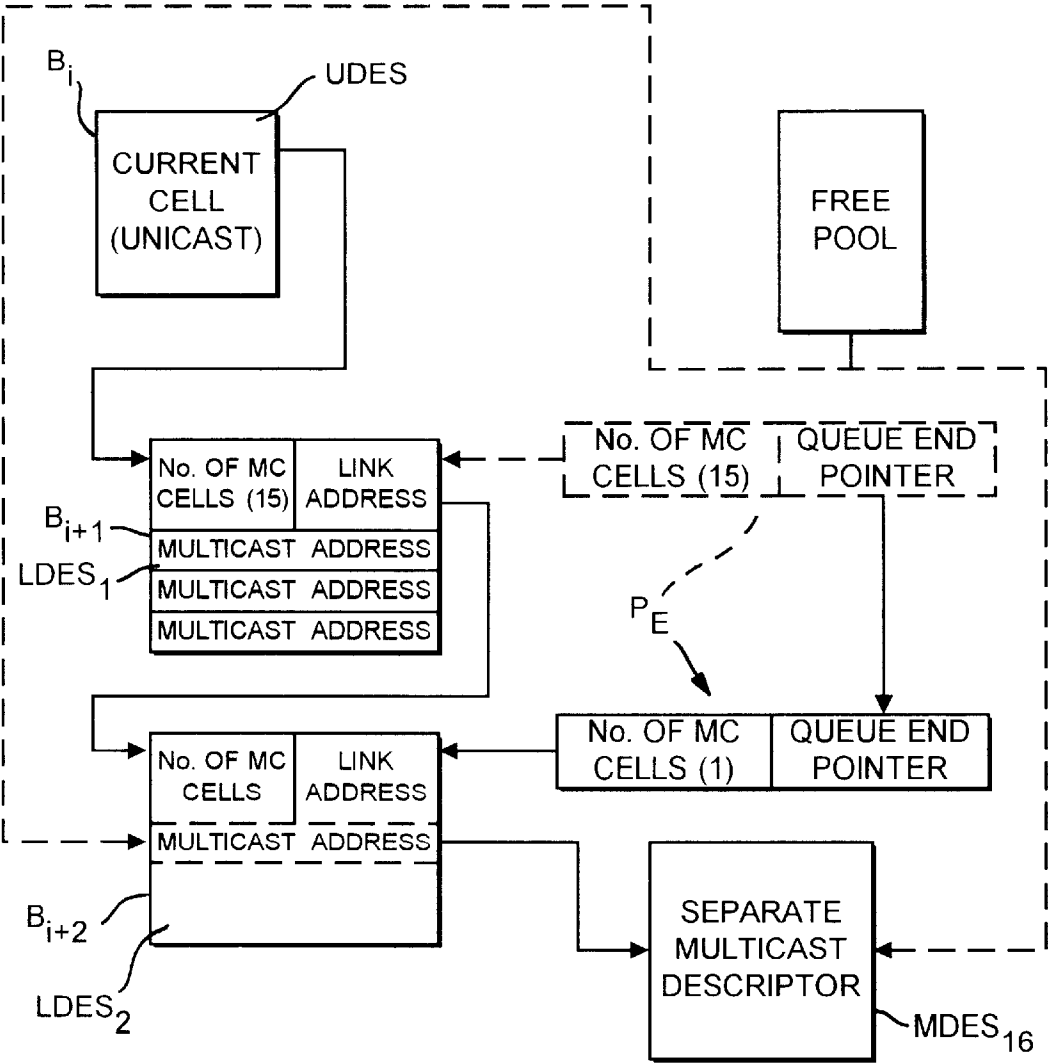 B i
UDES
CURRENT
CELL
(UNICAST)
FREE
POOL
No. OF MC
CELLS (15)
LINK
ADDRESS
No. OF MC
CELLS (15)
QUEUE END
POINTER
B i+1
MULTICAST ADDRESS
LDES 1
MULTICAST ADDRESS
MULTICAST ADDRESS
P E
No. OF MC
CELLS
LINK
ADDRESS
No. OF MC
CELLS (1)
QUEUE END
POINTER
MULTICAST ADDRESS
B i+2
LDES 2
SEPARATE
MULTICAST
DESCRIPTOR
MDES 16